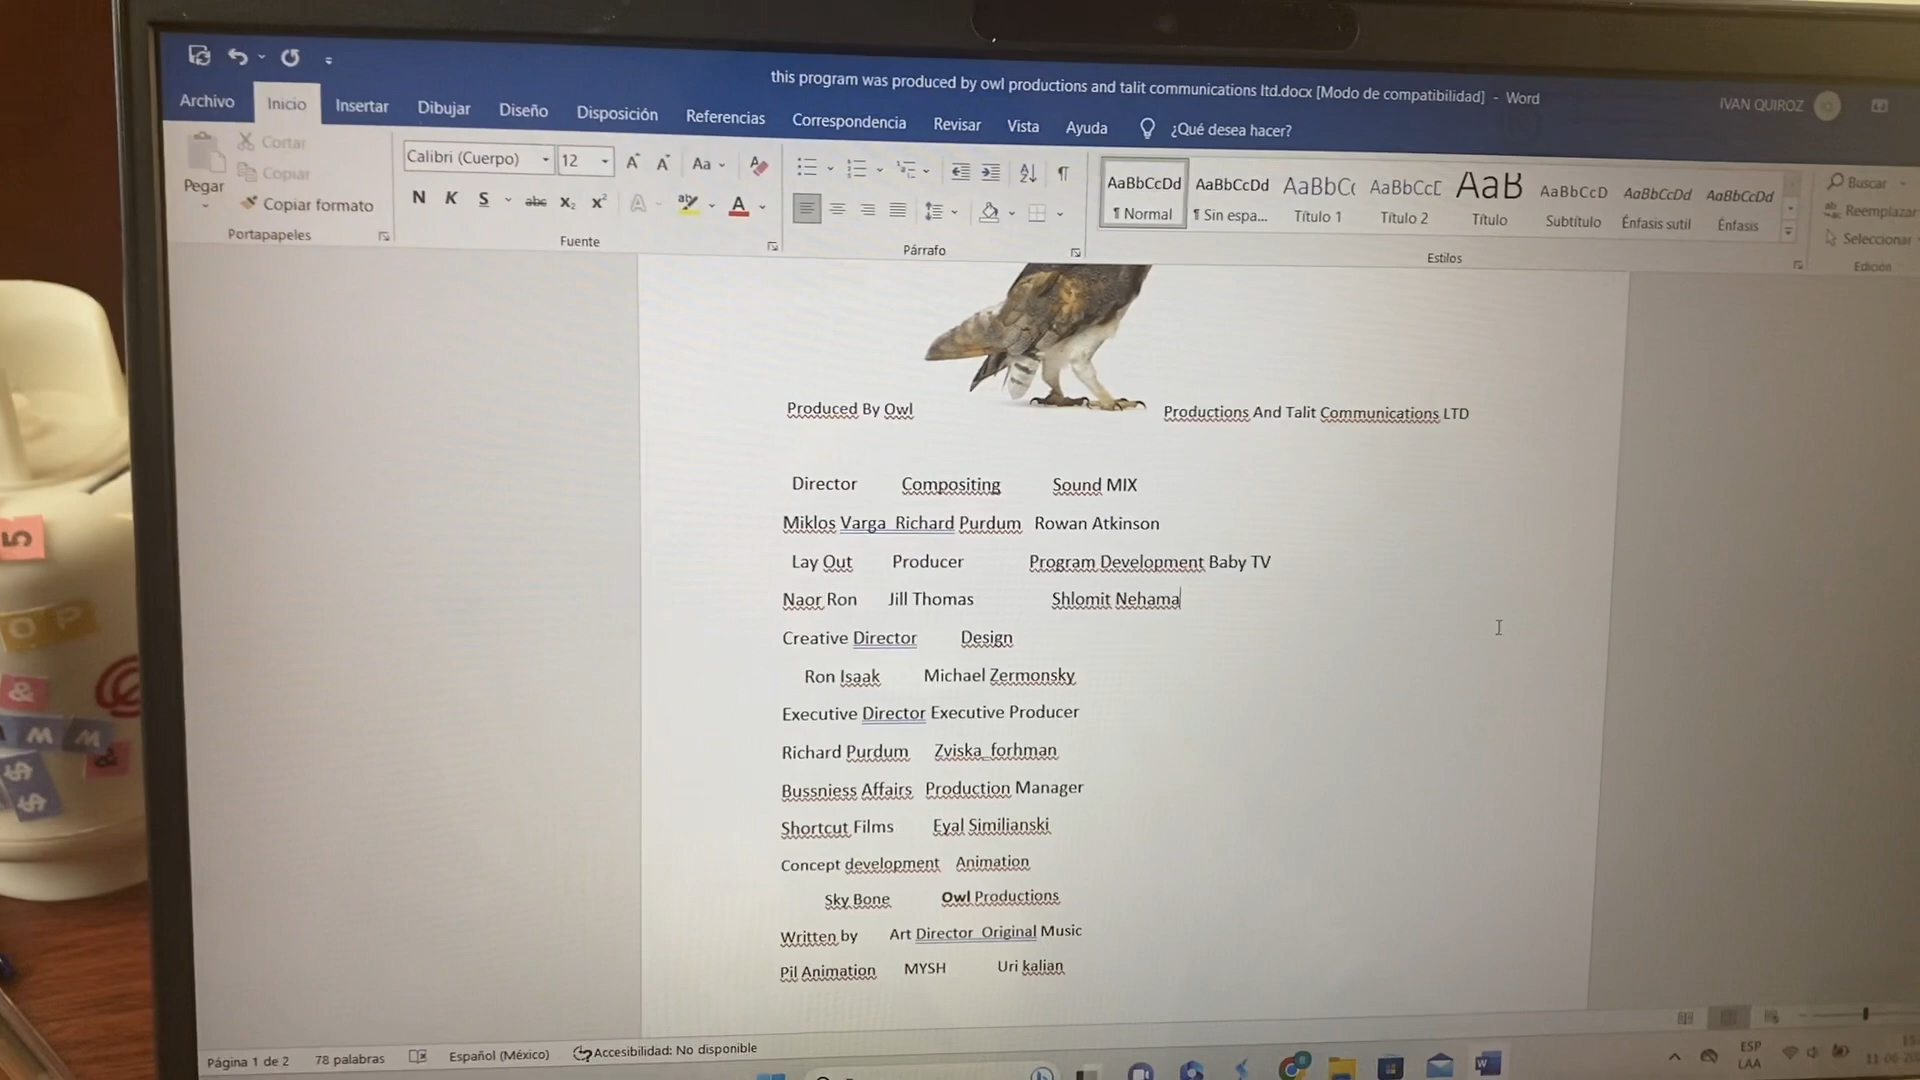 this program was produced by owl productions and talit communications ltd.docx [Modo de compatibilidad] - Word
IVAN QUIROZ
Archivo Inicio Insertar Dibujar Diseño Disposición Referencias Correspondencia Revisar Vista Ayuda ¿Qué desea hacer?
Pegar
Cortar
Copiar
Copiar formato
Portapapeles
Calibri (Cuerpo) 12
N K S abc X₂ X²
Aa
Fuente
Párrafo
AaBbCcDd AaBbCcDd AaBbC( AaBbCcE AaB AaBbCcD AaBbCcDd AaBbCcDd
¶ Normal ¶ Sin espa... Título 1 Título 2 Título Subtítulo Énfasis sutil Énfasis
Estilos
Buscar
Reemplazar
Seleccionar
Edición
Produced By Owl Productions And Talit Communications LTD
Director Compositing Sound MIX
Miklos Varga Richard Purdum Rowan Atkinson
Lay Out Producer Program Development Baby TV
Naor Ron Jill Thomas Shlomit Nehama
Creative Director Design
Ron Isaak Michael Zermonsky
Executive Director Executive Producer
Richard Purdum Zviska_forhman
Bussniess Affairs Production Manager
Shortcut Films Eyal Similianski
Concept development Animation
Sky Bone Owl Productions
Written by Art Director Original Music
Pil Animation MYSH Uri kalian
Página 1 de 2 78 palabras Español (México) Accesibilidad: No disponible
ESP
LAA
5
O P
&
M M
&
$
$